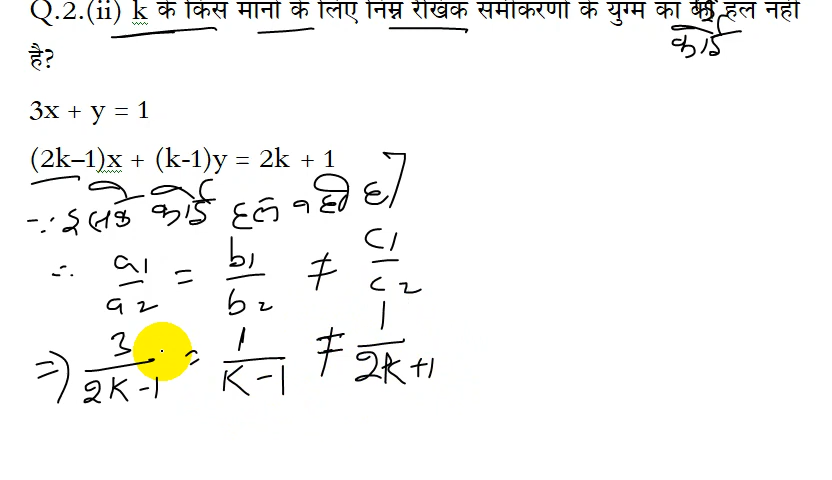 Q.2.(ii) k के किस मानों के लिए निम्न रैखिक समीकरणों के युग्म का कोई हल नहीं
कोई
है?
3x + y = 1
(2k–1)x + (k-1)y = 2k + 1
∵ इसके कोई हल नहीं है
∴ a1/a2 = b1/b2 ≠ c1/c2
⇒ 3/2K-1 = 1/K-1 ≠ 1/2K+1